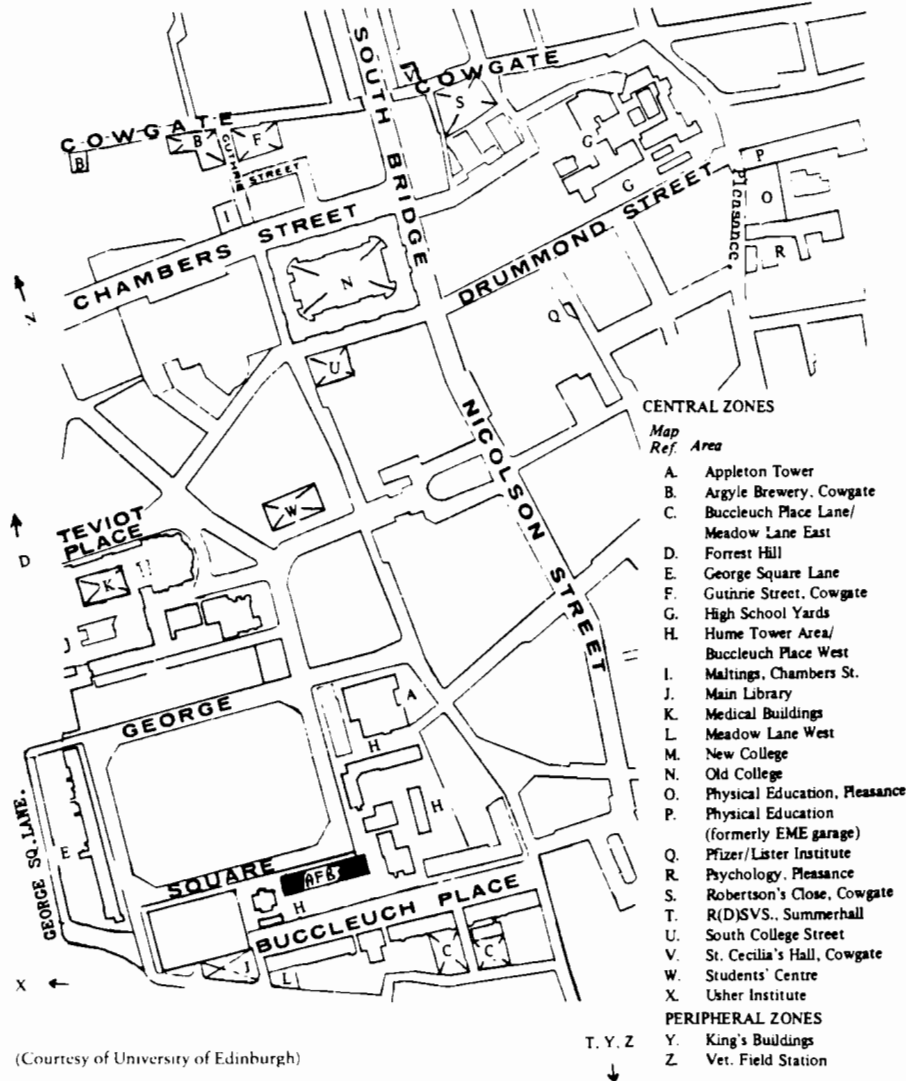 SOUTH BRIDGE
COWGATE
V
S
COWGATE
B
F
B
GUTHRIE
STREET
G
P
I
G
Pleasance.
O
CHAMBERS STREET
DRUMMOND STREET
R
N
N
Q
U
CENTRAL ZONES
Map
Ref. Area
A. Appleton Tower
B. Argyle Brewery, Cowgate
C. Buccleuch Place Lane/
Meadow Lane East
D. Forrest Hill
E. George Square Lane
F. Guthrie Street, Cowgate
G. High School Yards
H. Hume Tower Area/
Buccleuch Place West
I. Maltings, Chambers St.
J. Main Library
K. Medical Buildings
L. Meadow Lane West
M. New College
N. Old College
O. Physical Education, Pleasance
P. Physical Education
(formerly EME garage)
Q. Pfizer/Lister Institute
R. Psychology, Pleasance
S. Robertson's Close, Cowgate
T. R(D)SVS., Summerhall
U. South College Street
V. St. Cecilia's Hall, Cowgate
W. Students' Centre
X. Usher Institute
PERIPHERAL ZONES
Y. King's Buildings
Z. Vet. Field Station
NICOLSON STREET
W
TEVIOT
PLACE
D
K
GEORGE
A
H
H
GEORGE SQ. LANE.
E
SQUARE
AFB
H
BUCCLEUCH PLACE
J
L
C
C
X
T. Y. Z
(Courtesy of University of Edinburgh)